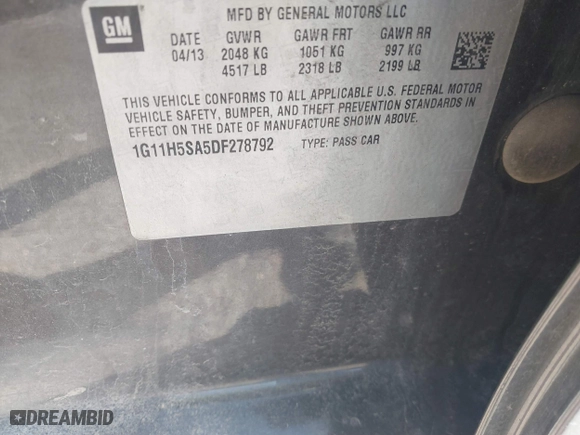 GM
MFD BY GENERAL MOTORS LLC
DATE GVWR GAWR FRT GAWR RR
04/13 2048 KG 1051 KG 997 KG
4517 LB 2318 LB 2199 LB
THIS VEHICLE CONFORMS TO ALL APPLICABLE U.S. FEDERAL MOTOR
VEHICLE SAFETY, BUMPER, AND THEFT PREVENTION STANDARDS IN
EFFECT ON THE DATE OF MANUFACTURE SHOWN ABOVE.
1G11H5SA5DF278792 TYPE: PASS CAR
DREAMBID